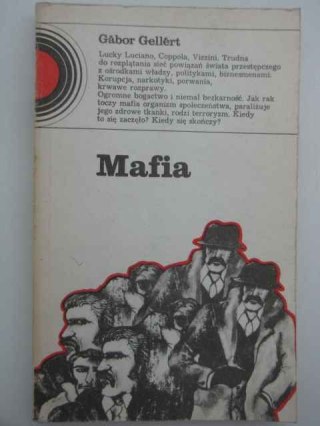 Gábor Gellért
Lucky Luciano, Coppola, Vizzini. Trudna
do rozplątania sieć powiązań świata przestępczego
z ośrodkami władzy, politykami, biznesmenami.
Korupcja, narkotyki, porwania,
krwawe rozprawy.
Ogromne bogactwo i niemal bezkarność. Jak rak
toczy mafia organizm społeczeństwa, paraliżuje
jego zdrowe tkanki, rodzi terroryzm. Kiedy
to się zaczęło? Kiedy się skończy?
Mafia